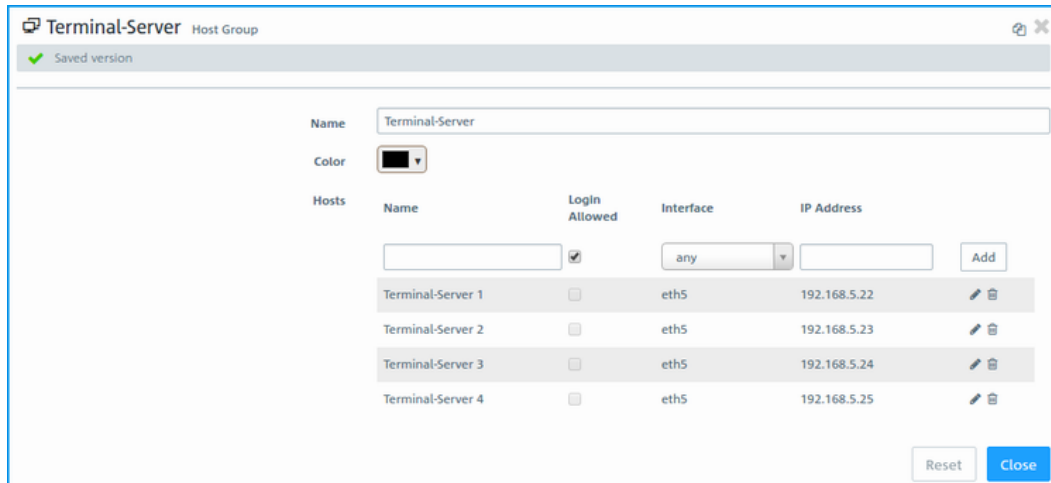 Terminal-Server Host Group
Saved version
Name Terminal-Server
Color
Hosts Name Login Allowed Interface IP Address
any Add
Terminal-Server 1 eth5 192.168.5.22
Terminal-Server 2 eth5 192.168.5.23
Terminal-Server 3 eth5 192.168.5.24
Terminal-Server 4 eth5 192.168.5.25
Reset Close